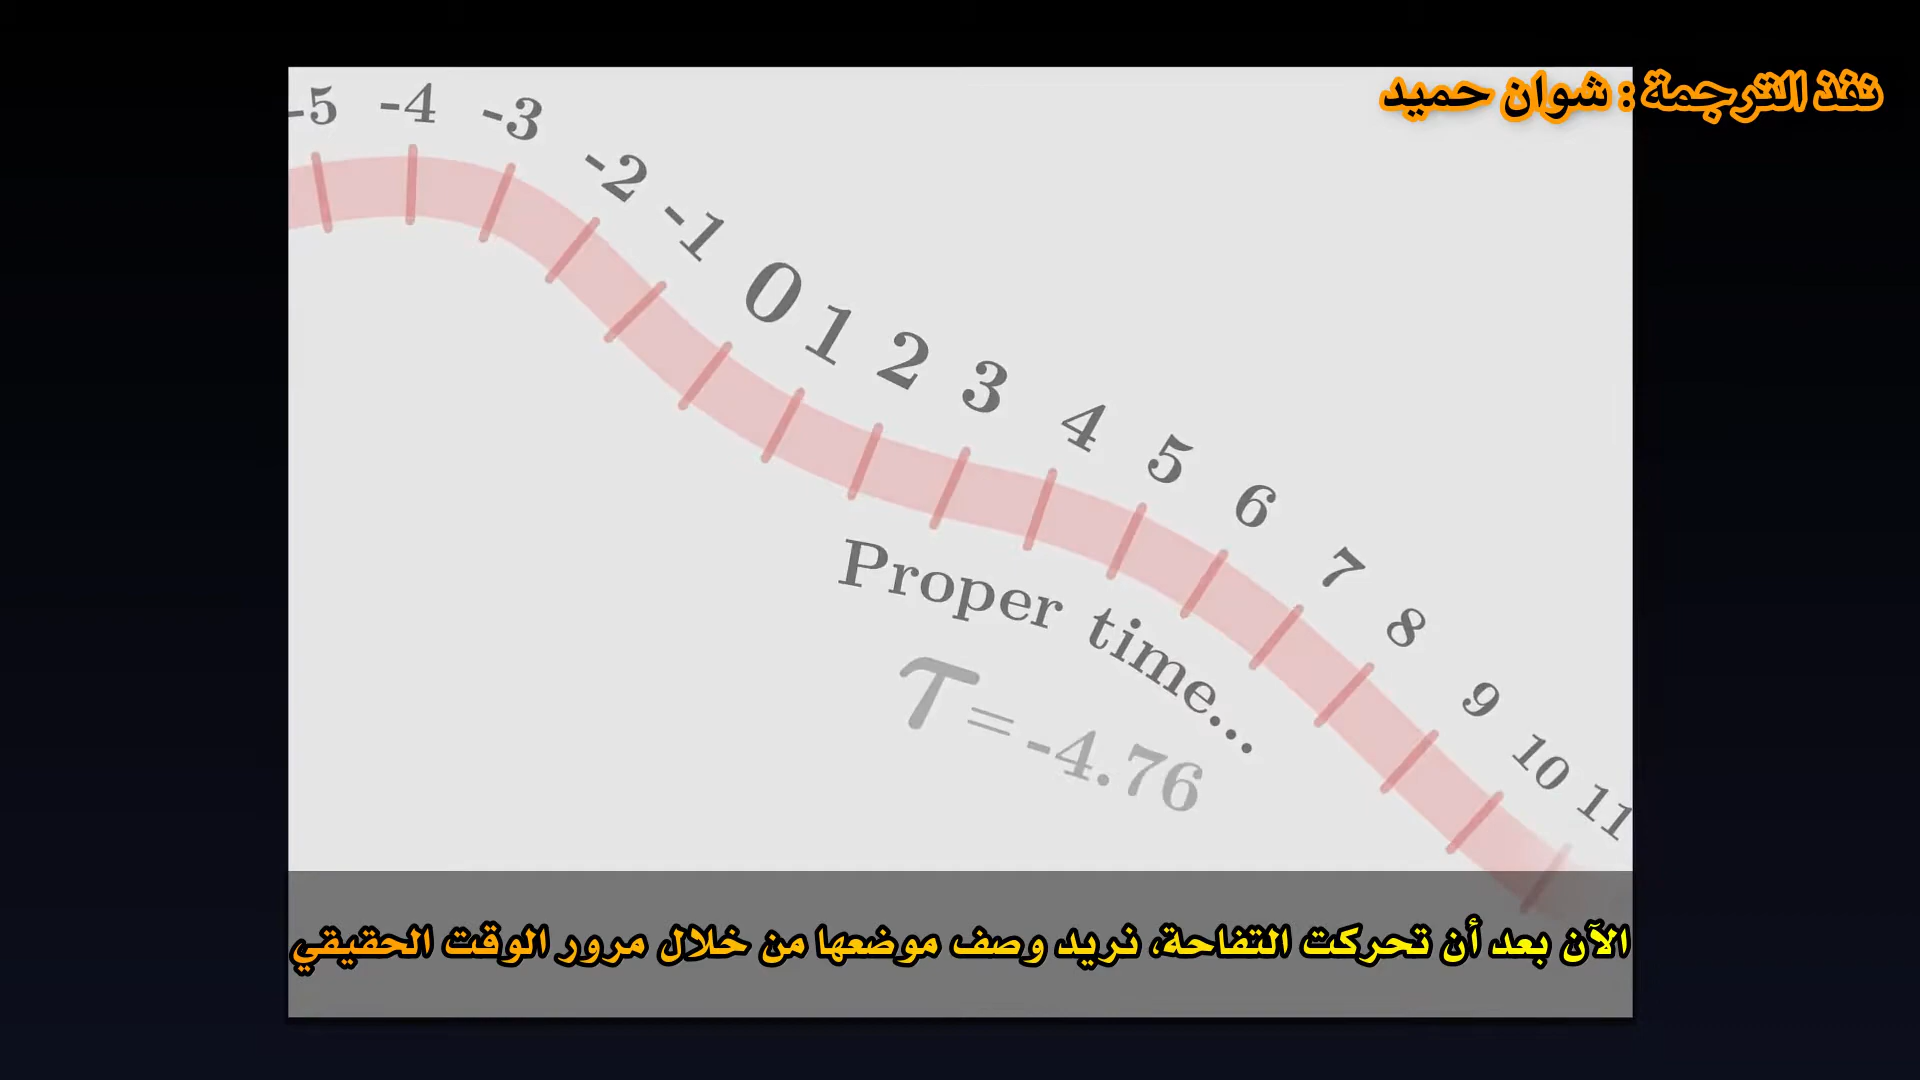 نفذ الترجمة : شوان حميد
-5 -4 -3 -2 -1 0 1 2 3 4 5 6 7 8 9 10 11
Proper time...
τ=-4.76
الآن بعد أن تحركت التفاحة، نريد وصف موضعها من خلال مرور الوقت الحقيقي